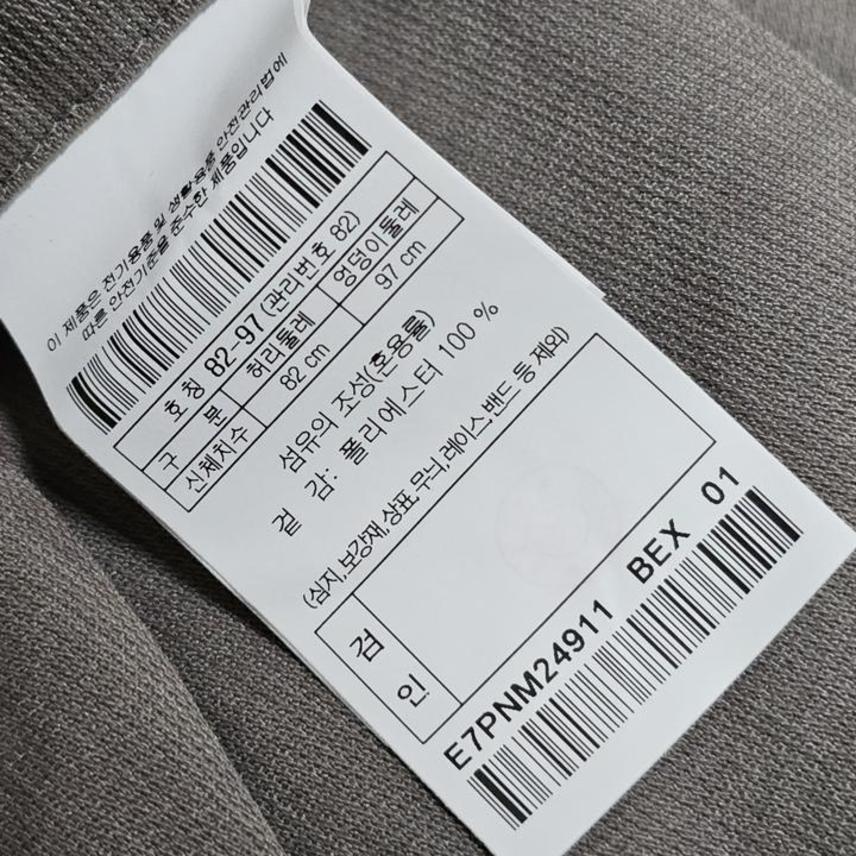 이 제품은 전기용품및 생활용품 안전관리법에
따른 안전기준을 준수한 제품입니다
호 칭 82-97 (관리번호 82)
구 분 허리둘레 엉덩이둘레
신체치수 82 cm 97 cm
섬유의 조성(혼용률)
겉 감: 폴리에스터 100 %
(심지,보강재,상표,무늬,레이스,밴드 등 제외)
검
인
E7PNM24911 BEX 01